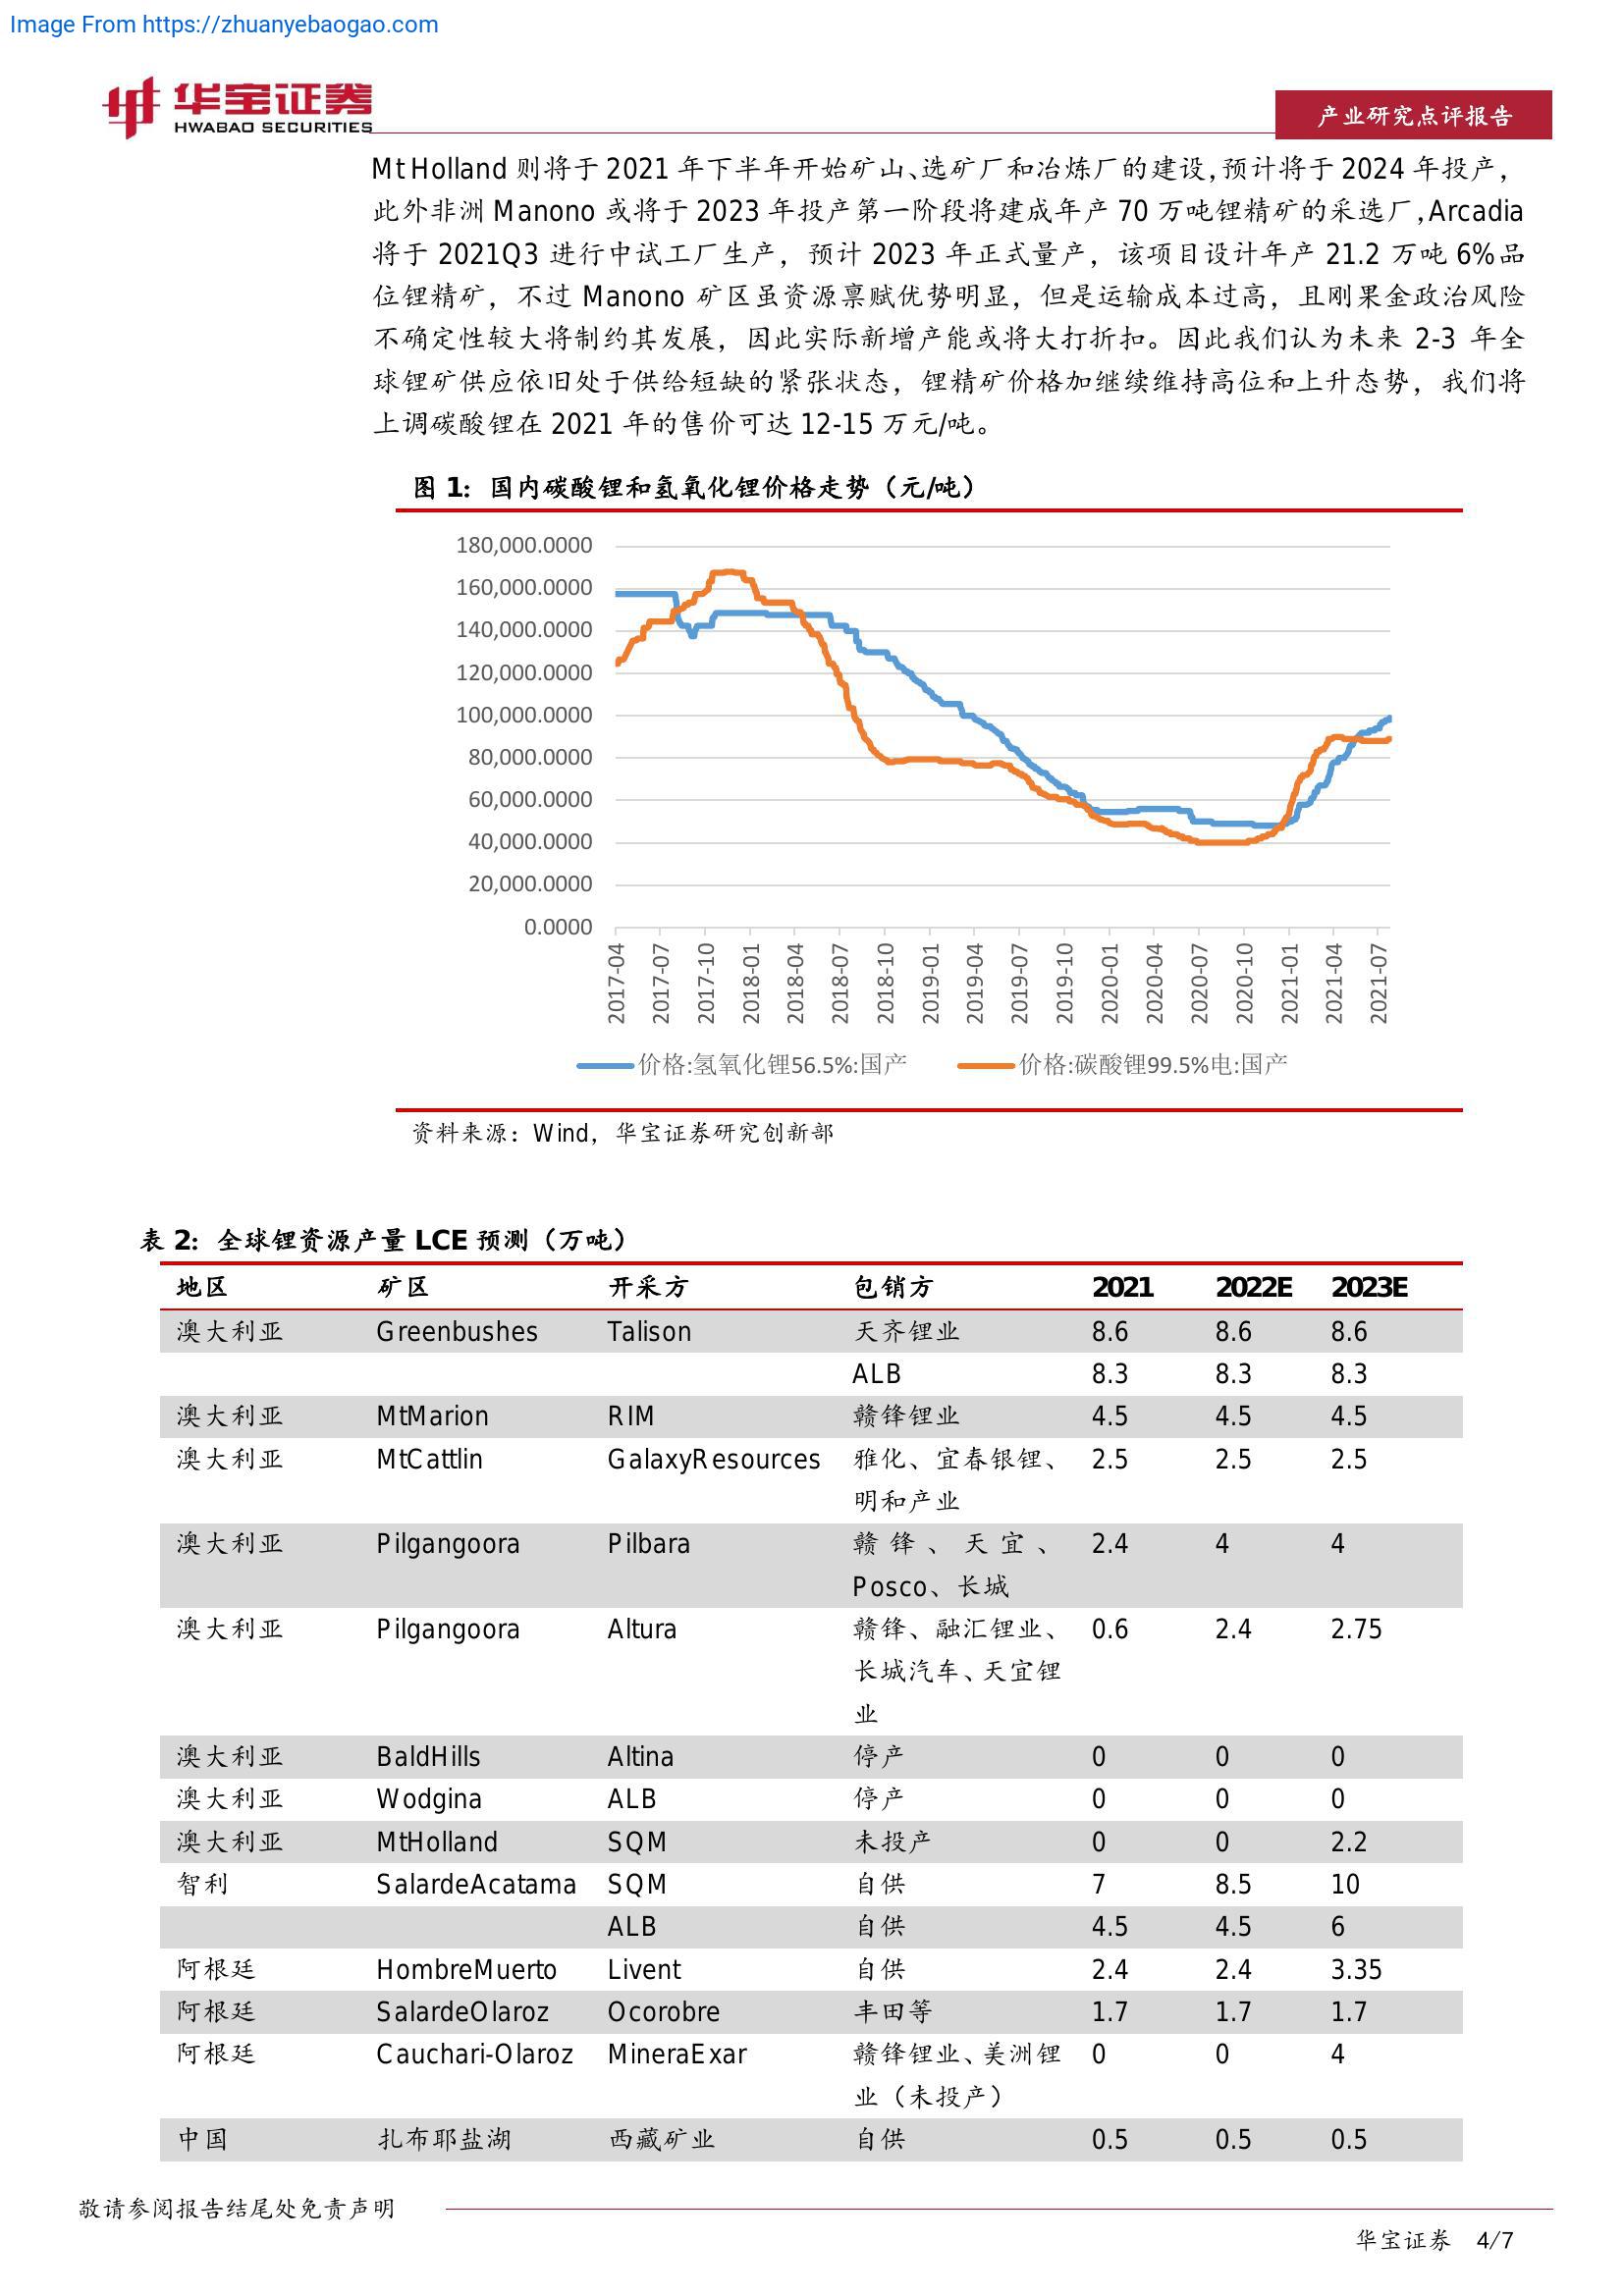 Image From https://zhuanyebaogao.com
华宝证券
HWABAO SECURITIES
产业研究点评报告
Mt Holland 则将于 2021 年下半年开始矿山、选矿厂和冶炼厂的建设，预计将于 2024 年投产，
此外非洲 Manono 或将于 2023 年投产第一阶段将建成年产 70 万吨锂精矿的采选厂，Arcadia
将于 2021Q3 进行中试工厂生产，预计 2023 年正式量产，该项目设计年产 21.2 万吨 6%品
位锂精矿，不过 Manono 矿区虽资源禀赋优势明显，但是运输成本过高，且刚果金政治风险
不确定性较大将制约其发展，因此实际新增产能或将大打折扣。因此我们认为未来 2-3 年全
球锂矿供应依旧处于供给短缺的紧张状态，锂精矿价格加继续维持高位和上升态势，我们将
上调碳酸锂在 2021 年的售价可达 12-15 万元/吨。
图 1：国内碳酸锂和氢氧化锂价格走势（元/吨）
180,000.0000
160,000.0000
140,000.0000
120,000.0000
100,000.0000
80,000.0000
60,000.0000
40,000.0000
20,000.0000
0.0000
2017-04 2017-07 2017-10 2018-01 2018-04 2018-07 2018-10 2019-01 2019-04 2019-07 2019-10 2020-01 2020-04 2020-07 2020-10 2021-01 2021-04 2021-07
价格:氢氧化锂56.5%:国产 价格:碳酸锂99.5%电:国产
资料来源：Wind，华宝证券研究创新部
表 2：全球锂资源产量 LCE 预测（万吨）
地区 矿区 开采方 包销方 2021 2022E 2023E
澳大利亚 Greenbushes Talison 天齐锂业 8.6 8.6 8.6
ALB 8.3 8.3 8.3
澳大利亚 MtMarion RIM 赣锋锂业 4.5 4.5 4.5
澳大利亚 MtCattlin GalaxyResources 雅化、宜春银锂、 2.5 2.5 2.5
明和产业
澳大利亚 Pilgangoora Pilbara 赣锋、天宜、 2.4 4 4
Posco、长城
澳大利亚 Pilgangoora Altura 赣锋、融汇锂业、 0.6 2.4 2.75
长城汽车、天宜锂
业
澳大利亚 BaldHills Altina 停产 0 0 0
澳大利亚 Wodgina ALB 停产 0 0 0
澳大利亚 MtHolland SQM 未投产 0 0 2.2
智利 SalardeAcatama SQM 自供 7 8.5 10
ALB 自供 4.5 4.5 6
阿根廷 HombreMuerto Livent 自供 2.4 2.4 3.35
阿根廷 SalardeOlaroz Ocorobre 丰田等 1.7 1.7 1.7
阿根廷 Cauchari-Olaroz MineraExar 赣锋锂业、美洲锂 0 0 4
业（未投产）
中国 扎布耶盐湖 西藏矿业 自供 0.5 0.5 0.5
敬请参阅报告结尾处免责声明
华宝证券 4/7